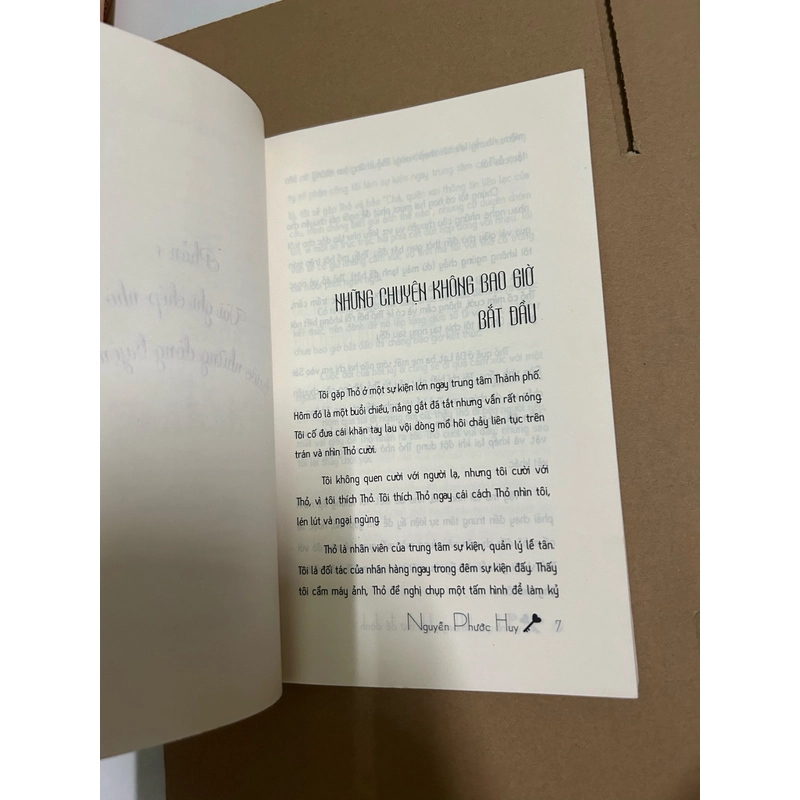 Phần 1
NHỮNG CHUYỆN KHÔNG BAO GIỜ
BẮT ĐẦU
Tôi gặp Thỏ ở một sự kiện lớn ngay trung tâm Thành phố.
Hôm đó là một buổi chiều, nắng gắt đã tắt nhưng vẫn rất nóng.
Tôi cố đưa cái khăn tay lau vội dòng mồ hôi chảy liên tục trên
trán và nhìn Thỏ cười.
Tôi không quen cười với người lạ, nhưng tôi cười với
Thỏ, vì tôi thích Thỏ. Tôi thích Thỏ ngay cái cách Thỏ nhìn tôi,
lén lút và ngại ngùng.
Thỏ là nhân viên của trung tâm sự kiện, quản lý lễ tân.
Tôi là đối tác của nhãn hàng ngay trong đêm sự kiện đấy. Thấy
tôi cầm máy ảnh, Thỏ đề nghị chụp một tấm hình để làm kỷ
Nguyễn Phước Huy 7